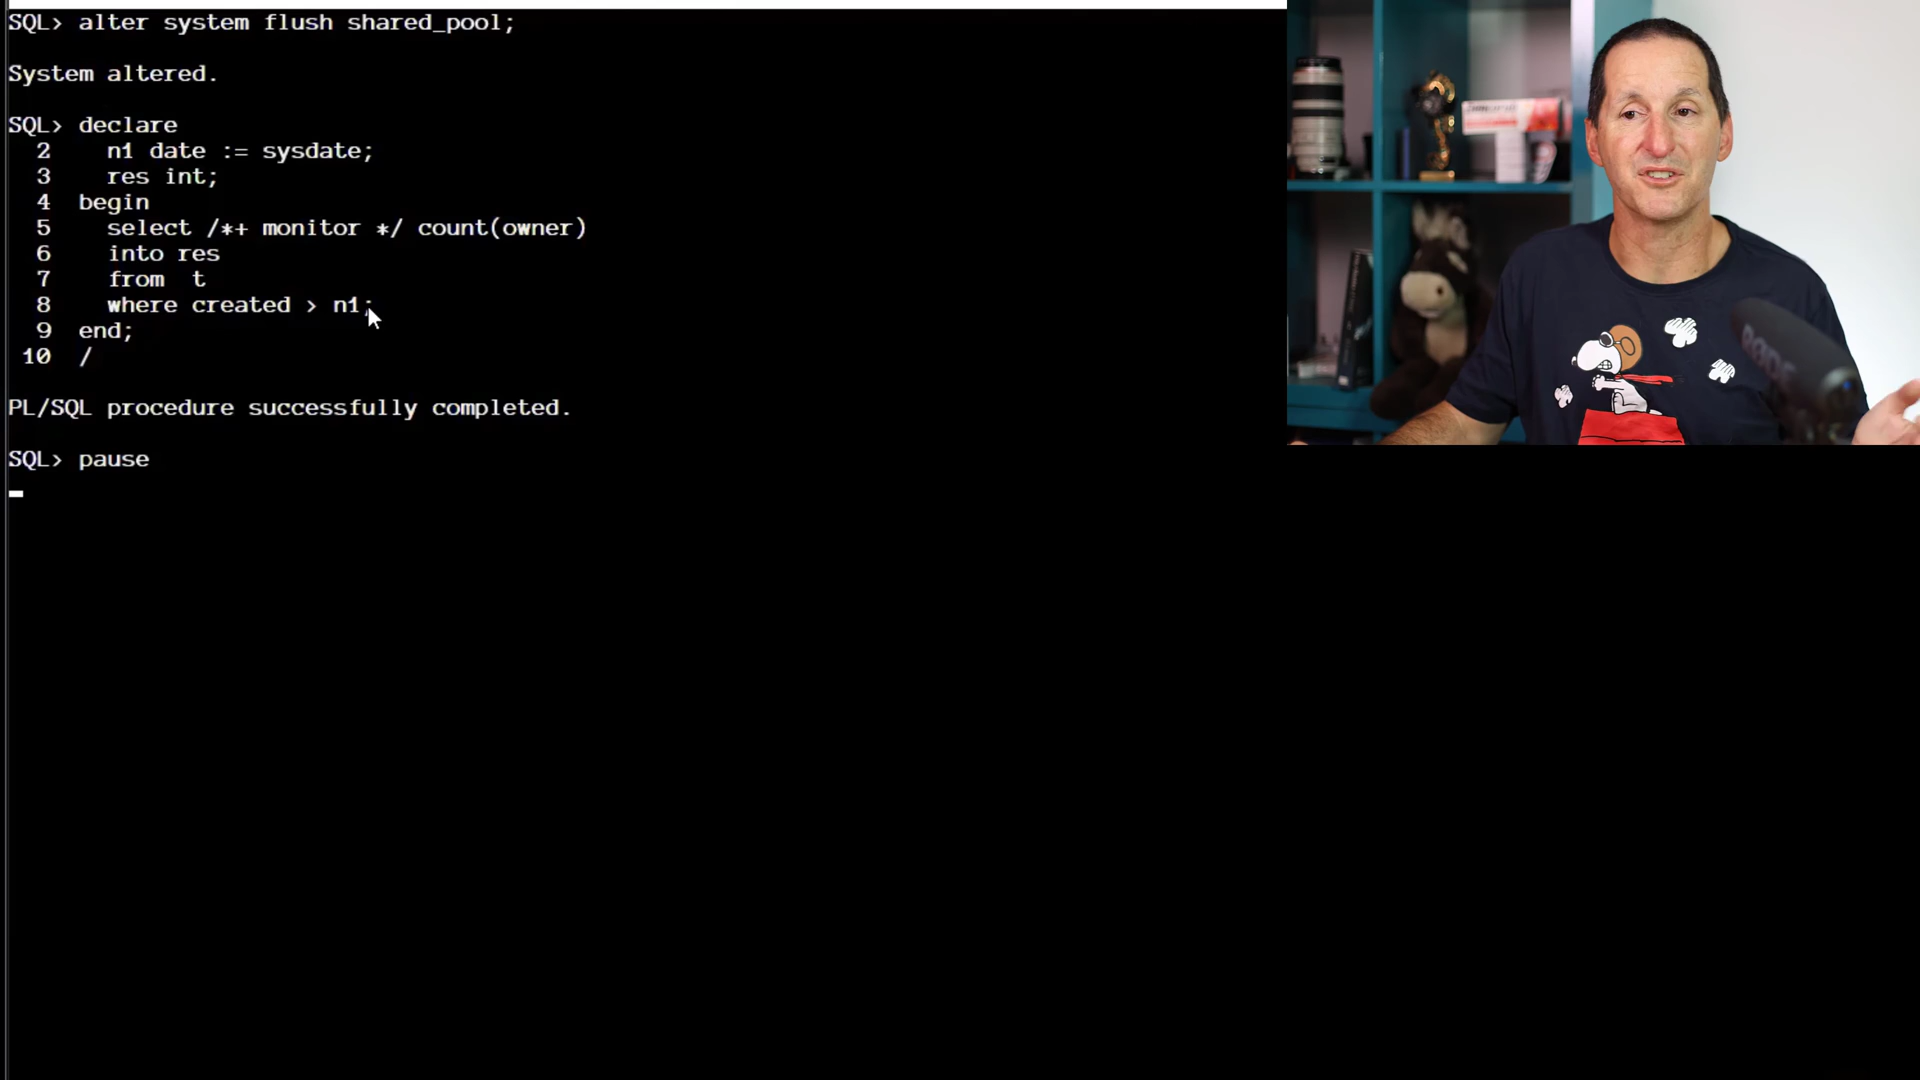 SQL> alter system flush shared_pool;
System altered.
SQL> declare
2 n1 date := sysdate;
3 res int;
4 begin
5 select /*+ monitor */ count(owner)
6 into res
7 from t
8 where created > n1;
9 end;
10 /
PL/SQL procedure successfully completed.
SQL> pause
RODE